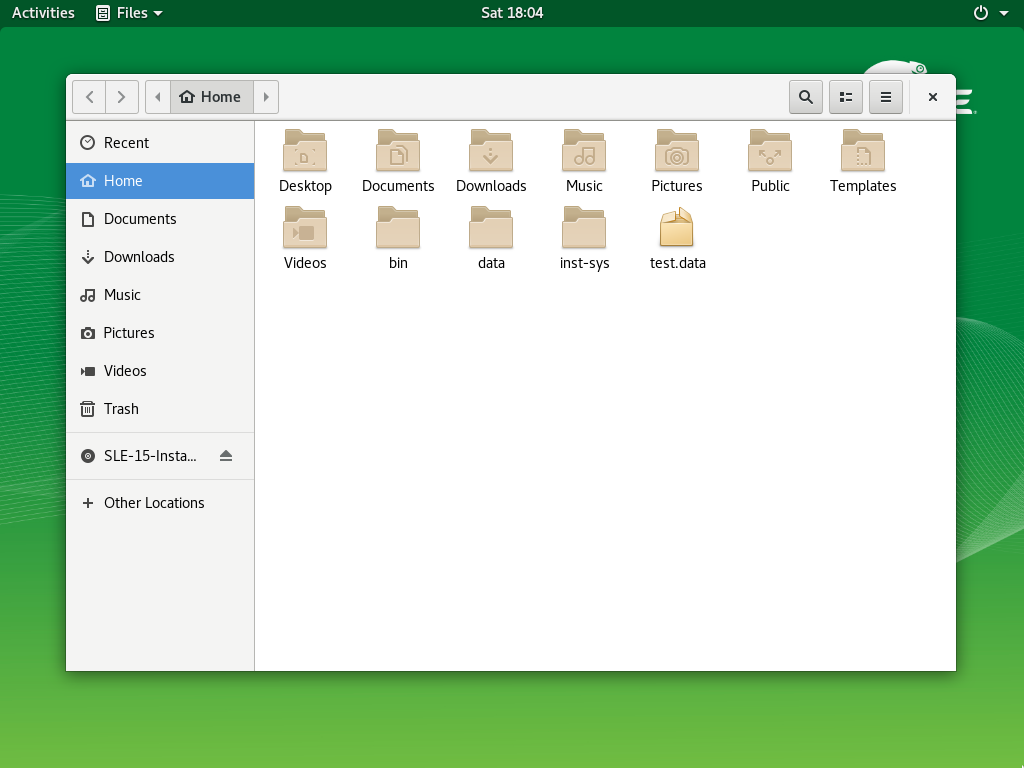 Activities Files Sat 18:04
Home
Recent
Home
Documents
Downloads
Music
Pictures
Videos
Trash
SLE-15-Insta...
Other Locations
Desktop Documents Downloads Music Pictures Public Templates
Videos bin data inst-sys test.data